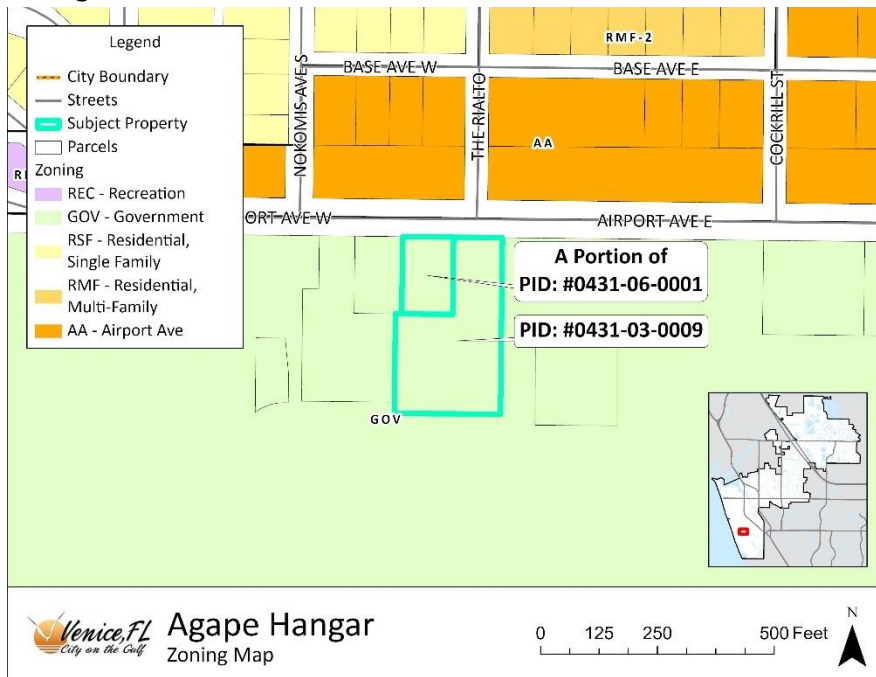 Legend
City Boundary
Streets
Subject Property
Parcels
Zoning
REC - Recreation
GOV - Government
RSF - Residential,
Single Family
RMF - Residential,
Multi-Family
AA - Airport Ave
RMF-2
BASE AVE W
BASE AVE E
NOKOMIS AVE S
THE RIALTO
COCKRILL ST
AA
ORT AVE W
AIRPORT AVE E
A Portion of
PID: #0431-06-0001
PID: #0431-03-0009
GOV
Venice, FL
City on the Gulf
Agape Hangar
Zoning Map
0 125 250 500 Feet
N